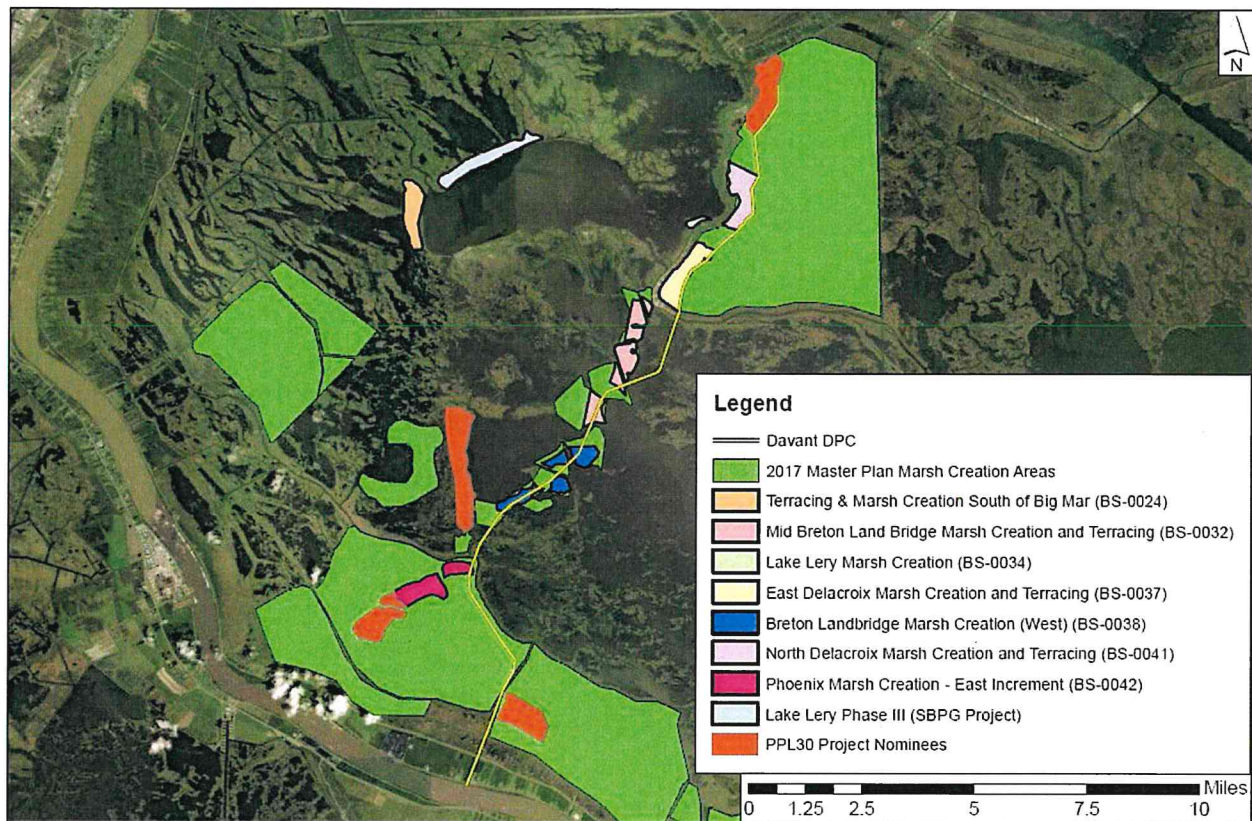 N
Legend
Davant DPC
2017 Master Plan Marsh Creation Areas
Terracing & Marsh Creation South of Big Mar (BS-0024)
Mid Breton Land Bridge Marsh Creation and Terracing (BS-0032)
Lake Lery Marsh Creation (BS-0034)
East Delacroix Marsh Creation and Terracing (BS-0037)
Breton Landbridge Marsh Creation (West) (BS-0038)
North Delacroix Marsh Creation and Terracing (BS-0041)
Phoenix Marsh Creation - East Increment (BS-0042)
Lake Lery Phase III (SBPG Project)
PPL30 Project Nominees
Miles
0 1.25 2.5 5 7.5 10